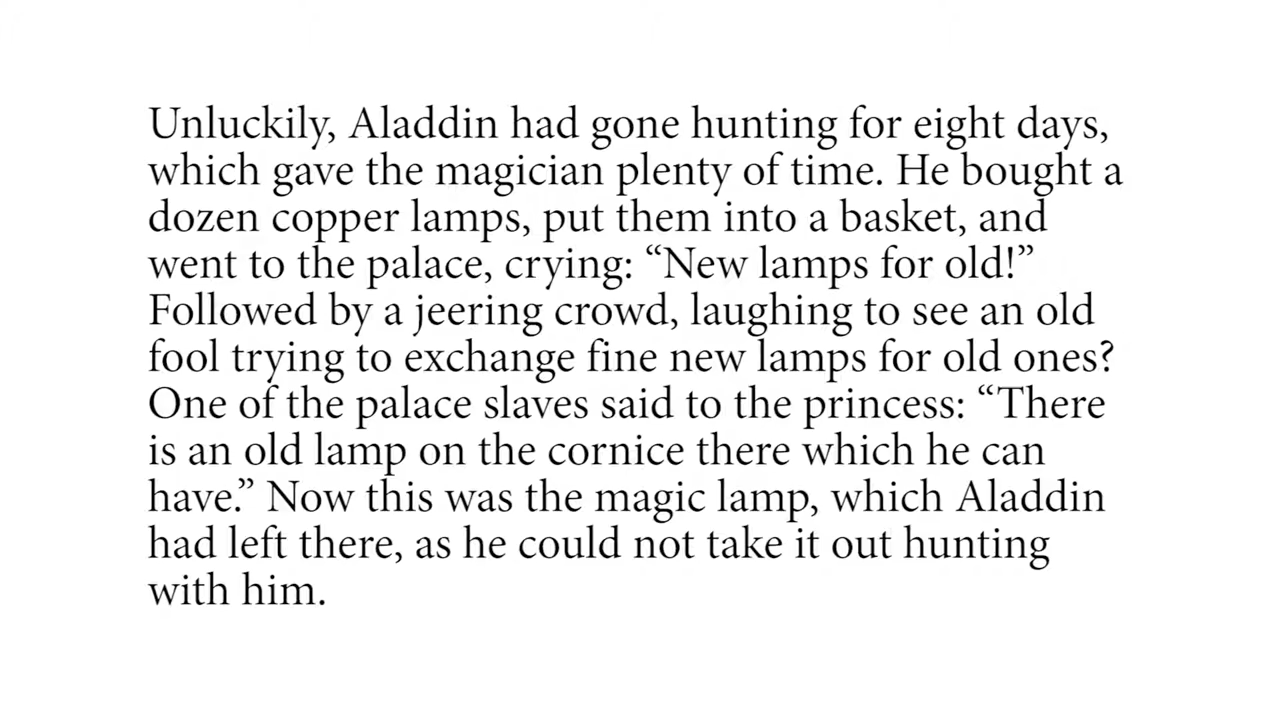 Unluckily, Aladdin had gone hunting for eight days,
which gave the magician plenty of time. He bought a
dozen copper lamps, put them into a basket, and
went to the palace, crying: “New lamps for old!”
Followed by a jeering crowd, laughing to see an old
fool trying to exchange fine new lamps for old ones?
One of the palace slaves said to the princess: “There
is an old lamp on the cornice there which he can
have.” Now this was the magic lamp, which Aladdin
had left there, as he could not take it out hunting
with him.